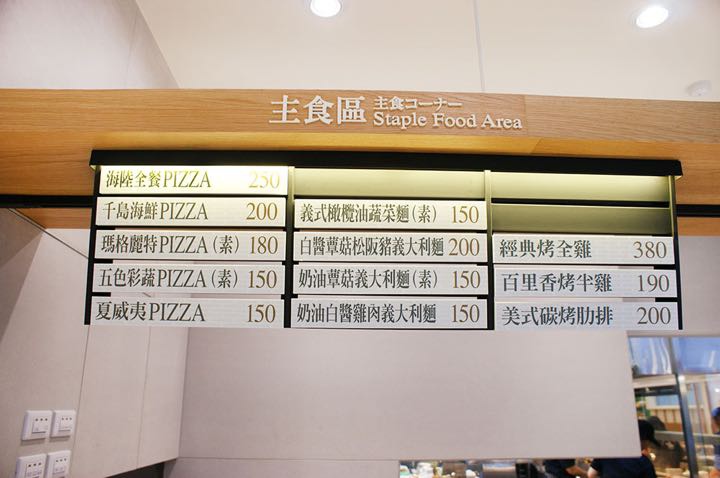 主食區 主食コーナー
Staple Food Area
海陸全餐PIZZA 250
千島海鮮PIZZA 200
瑪格麗特PIZZA(素) 180
五色彩蔬PIZZA(素) 150
夏威夷PIZZA 150
義式橄欖油蔬菜麵(素) 150
白醬蕈菇松阪豬義大利麵 200
奶油蕈菇義大利麵(素) 150
奶油白醬雞肉義大利麵 150
經典烤全雞 380
百里香烤半雞 190
美式碳烤肋排 200